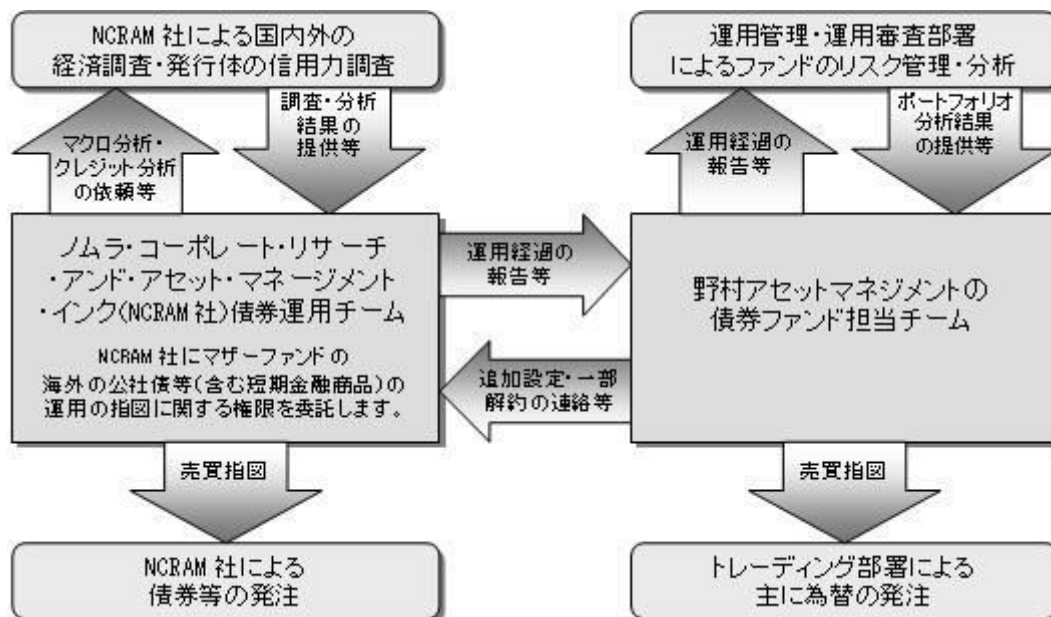 NCRAM 社による国内外の
経済調査・発行体の信用力調査
運用管理・運用審査部署
によるファンドのリスク管理・分析
マクロ分析・
クレジット分析
の依頼等
調査・分析
結果の
提供等
運用経過の
報告等
ポートフォリオ
分析結果
の提供等
ノムラ・コーポレート・リサーチ
・アンド・アセット・マネージメント
・インク(NCRAM 社)債券運用チーム
NCRAM 社にマザーファンドの
海外の公社債等(含む短期金融商品)の
運用の指図に関する権限を委託します。
運用経過の
報告等
追加設定・一部
解約の連絡等
野村アセットマネジメントの
債券ファンド担当チーム
売買指図
売買指図
NCRAM 社による
債券等の発注
トレーディング部署による
主に為替の発注